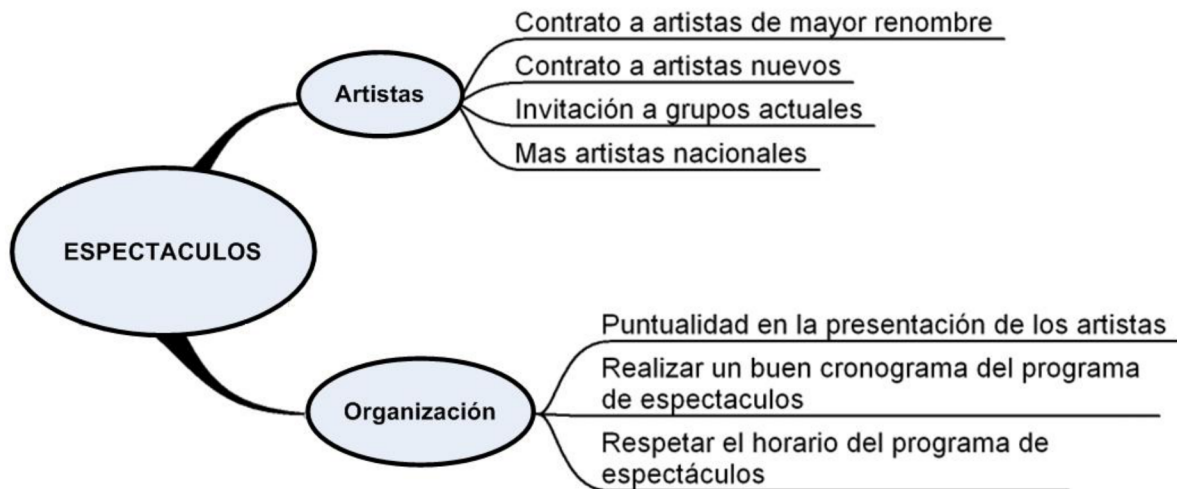 Contrato a artistas de mayor renombre
Contrato a artistas nuevos
Artistas
Invitación a grupos actuales
Mas artistas nacionales
ESPECTACULOS
Puntualidad en la presentación de los artistas
Realizar un buen cronograma del programa
de espectaculos
Organización
Respetar el horario del programa de
espectáculos